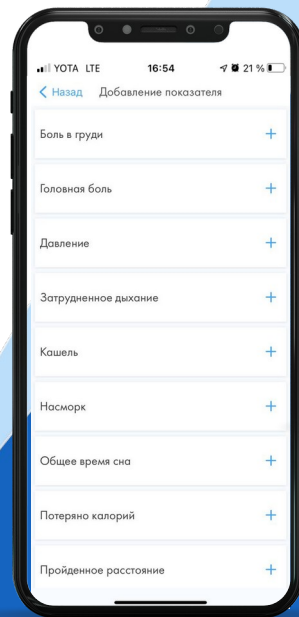 YOTA LTE 16:54 21 %
Назад Добавление показателя
Боль в груди
Головная боль
Давление
Затрудненное дыхание
Кашель
Насморк
Общее время сна
Потеряно калорий
Пройденное расстояние